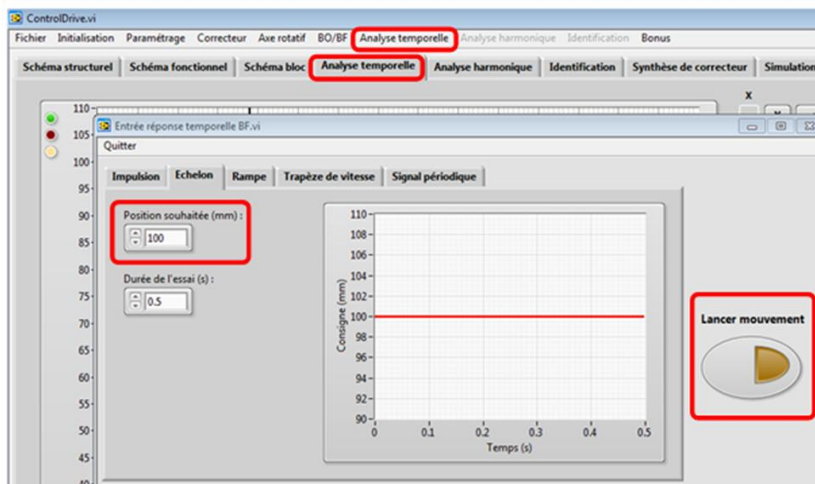 ControlDrive.vi
Fichier Initialisation Paramétrage Correcteur Axe rotatif BO/BF Analyse temporelle Analyse harmonique Identification Bonus
Schéma structurel Schéma fonctionnel Schéma bloc Analyse temporelle Analyse harmonique Identification Synthèse de correcteur Simulation
X
110
105
100
95
90
85
80
75
70
65
60
55
50
45
40
Entrée réponse temporelle BF.vi
Quitter
Impulsion Echelon Rampe Trapèze de vitesse Signal périodique
Position souhaitée (mm) :
100
Durée de l'essai (s) :
0.5
Consigne (mm)
110
108
106
104
102
100
98
96
94
92
90
0 0.1 0.2 0.3 0.4 0.5
Temps (s)
Lancer mouvement